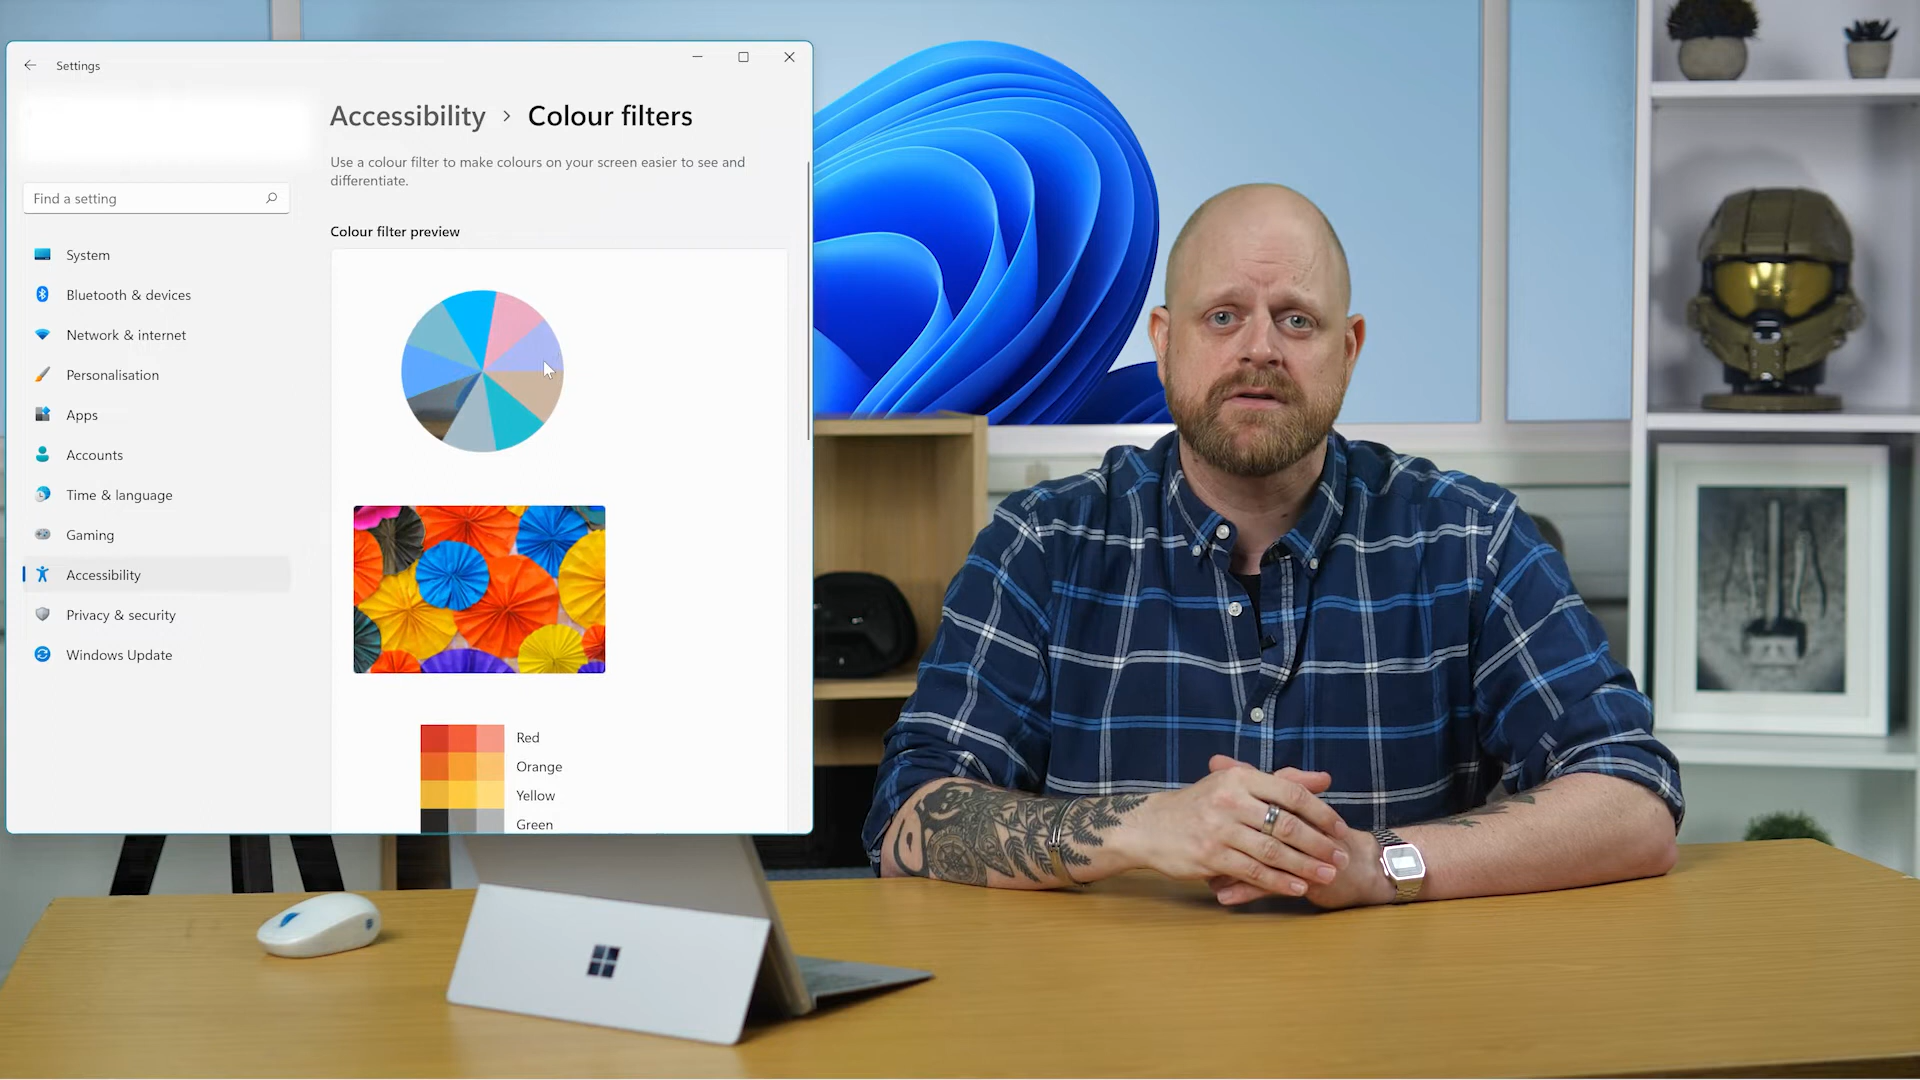 Settings
Accessibility > Colour filters
Use a colour filter to make colours on your screen easier to see and
differentiate.
Find a setting
Colour filter preview
System
Bluetooth & devices
Network & internet
Personalisation
Apps
Accounts
Time & language
Gaming
Accessibility
Privacy & security
Windows Update
Red
Orange
Yellow
Green